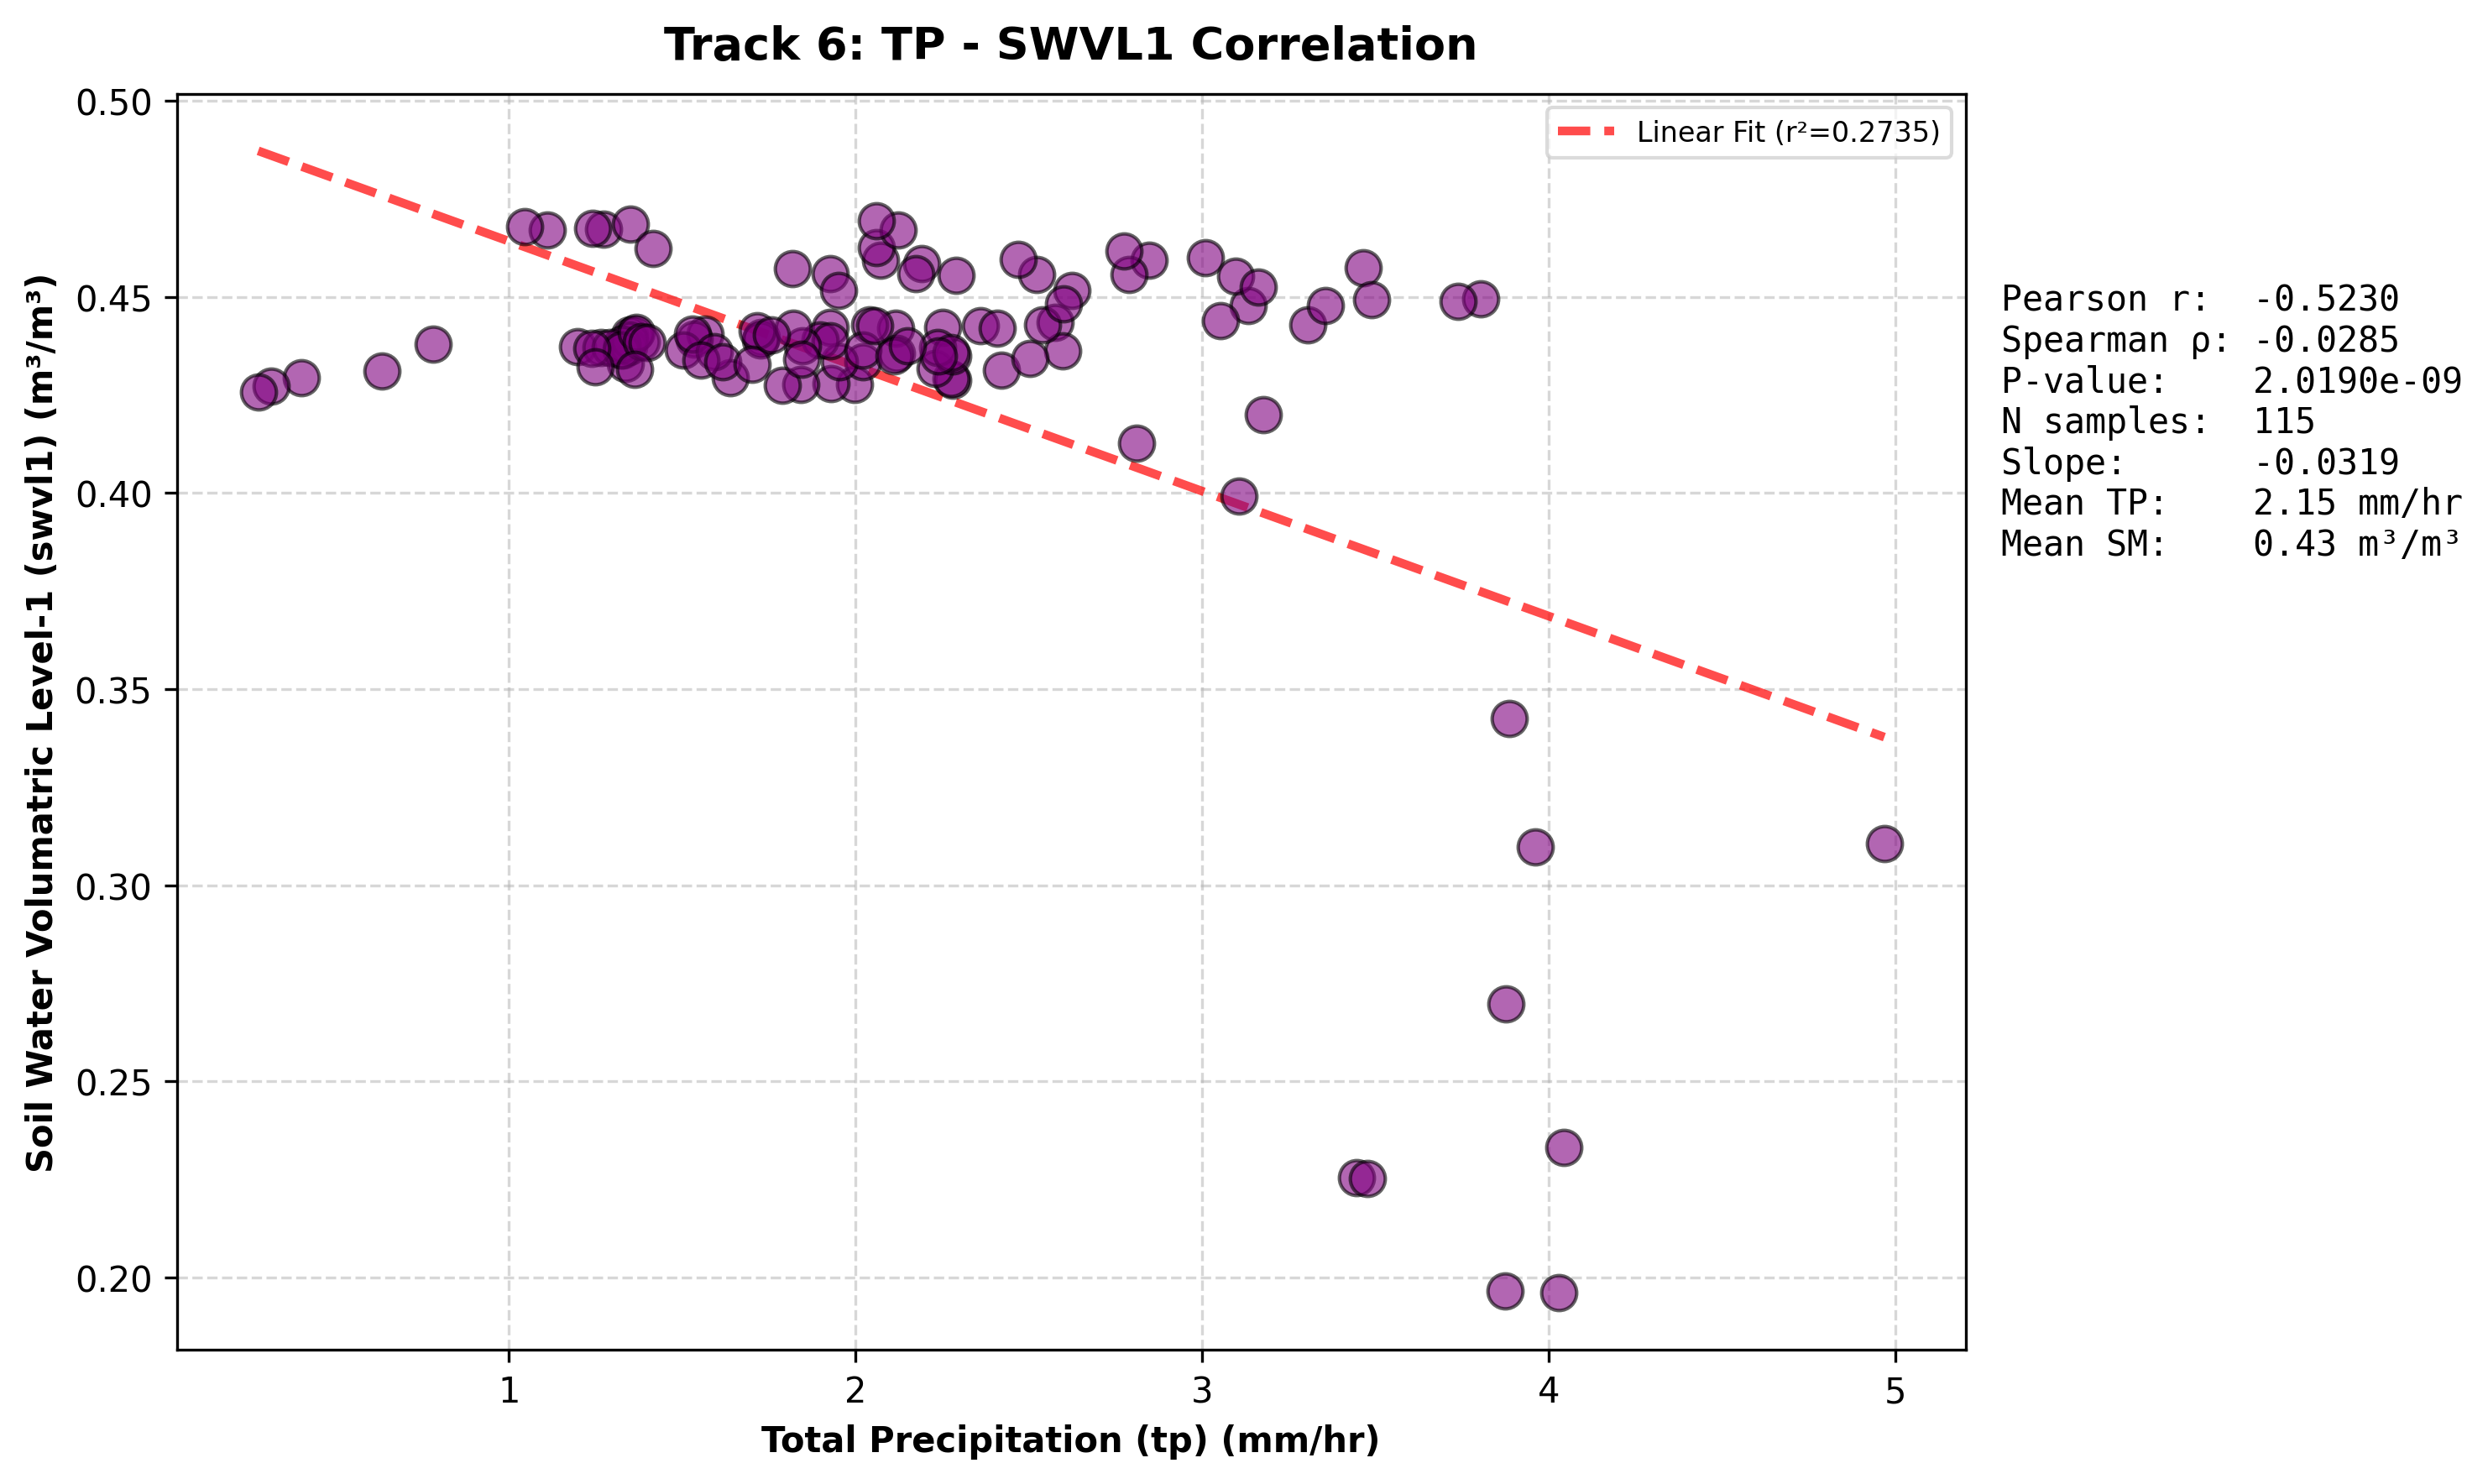 Track 6: TP - SWVL1 Correlation
0.50
0.45
0.40
0.35
0.30
0.25
0.20
Soil Water Volumatric Level-1 (swvl1) (m³/m³)
Linear Fit (r²=0.2735)
Pearson r: -0.5230
Spearman ρ: -0.0285
P-value: 2.0190e-09
N samples: 115
Slope: -0.0319
Mean TP: 2.15 mm/hr
Mean SM: 0.43 m³/m³
1 2 3 4 5
Total Precipitation (tp) (mm/hr)